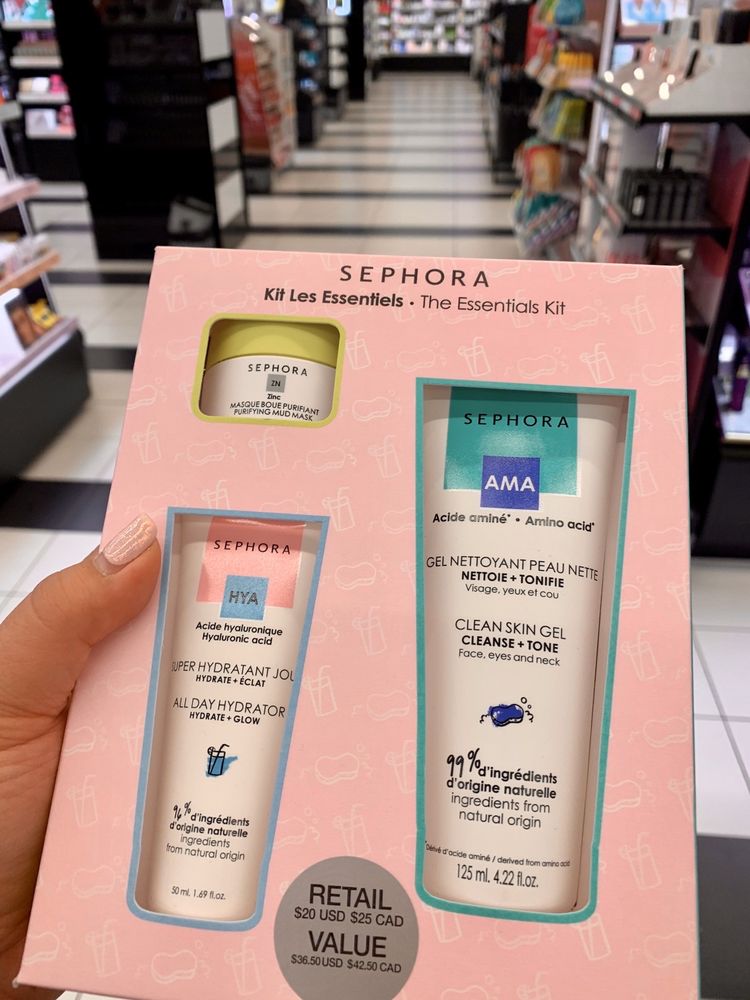 SEPHORA
Kit Les Essentiels • The Essentials Kit
SEPHORA
ZN
Zinc
MASQUE BOUE PURIFIANT
PURIFYING MUD MASK
SEPHORA
HYA
Acide hyaluronique
Hyaluronic acid
SUPER HYDRATANT JOU
HYDRATE + ÉCLAT
ALL DAY HYDRATOR
HYDRATE + GLOW
96% d'ingrédients
d'origine naturelle
ingredients
from natural origin
50 ml. 1.69 fl.oz.
SEPHORA
AMA
Acide aminé* • Amino acid*
GEL NETTOYANT PEAU NETTE
NETTOIE + TONIFIE
Visage, yeux et cou
CLEAN SKIN GEL
CLEANSE + TONE
Face, eyes and neck
99% d'ingrédients
d'origine naturelle
ingredients from
natural origin
*Dérivé d'acide aminé / derived from amino acid
125 ml. 4.22 fl.oz.
RETAIL
$20 USD $25 CAD
VALUE
$36.50 USD $42.50 CAD